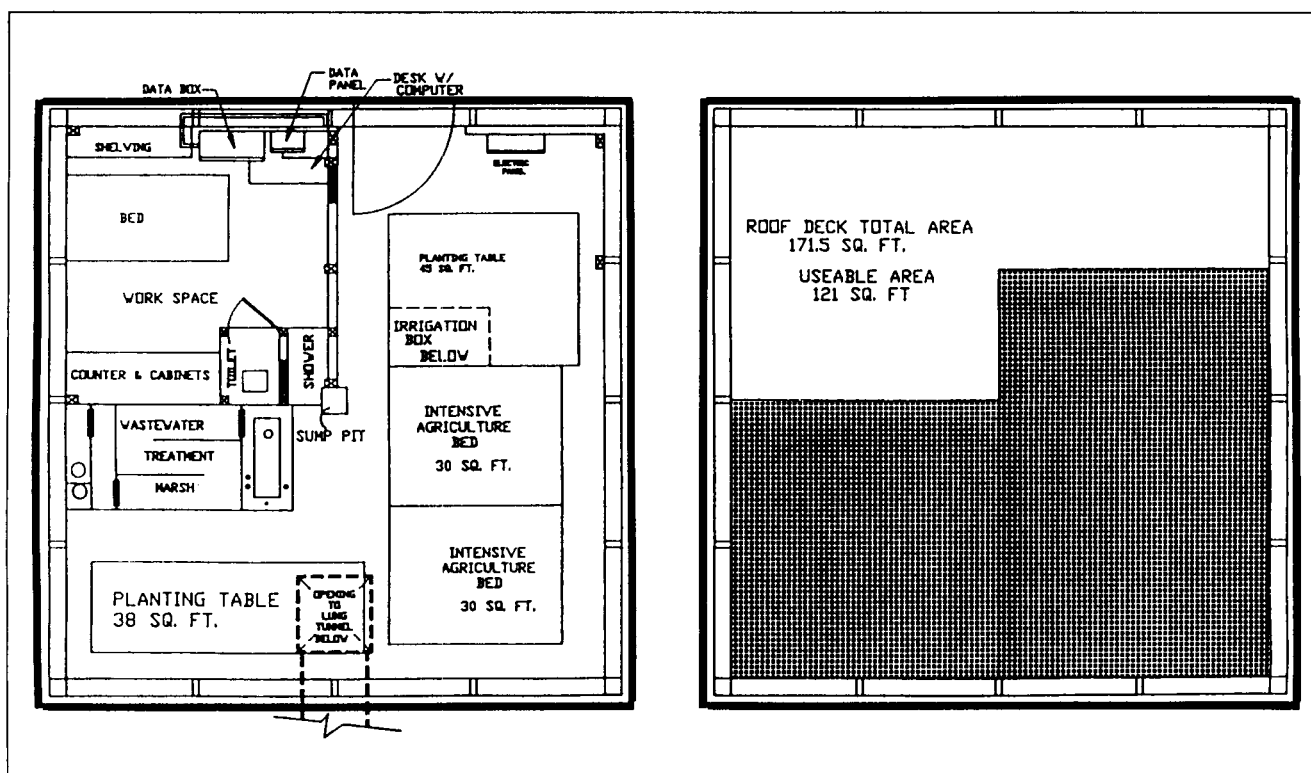 DATA BOX
DATA
PANEL
DESK W/
COMPUTER
SHELVING
ELECTRIC
PANEL
BED
PLANTING TABLE
45 SQ. FT.
WORK SPACE
IRRIGATION
BOX
BELOW
TOILET
SHOWER
COUNTER & CABINETS
SUMP PIT
WASTEWATER
TREATMENT
MARSH
INTENSIVE
AGRICULTURE
BED
30 SQ. FT.
INTENSIVE
AGRICULTURE
BED
30 SQ. FT.
PLANTING TABLE
38 SQ. FT.
OPENING
TO
LUNG
TUNNEL
BELOW
ROOF DECK TOTAL AREA
171.5 SQ. FT.
USEABLE AREA
121 SQ. FT